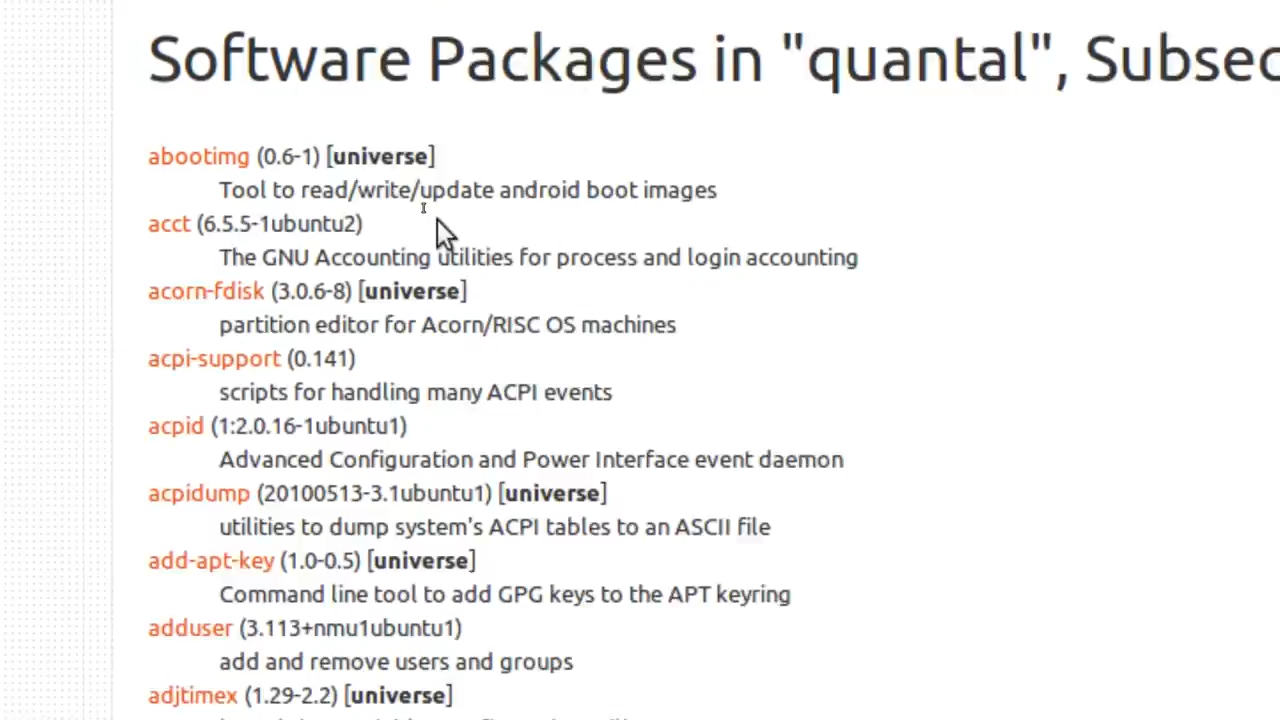 Software Packages in "quantal", Subsec
abootimg (0.6-1) [universe]
Tool to read/write/update android boot images
acct (6.5.5-1ubuntu2)
The GNU Accounting utilities for process and login accounting
acorn-fdisk (3.0.6-8) [universe]
partition editor for Acorn/RISC OS machines
acpi-support (0.141)
scripts for handling many ACPI events
acpid (1:2.0.16-1ubuntu1)
Advanced Configuration and Power Interface event daemon
acpidump (20100513-3.1ubuntu1) [universe]
utilities to dump system's ACPI tables to an ASCII file
add-apt-key (1.0-0.5) [universe]
Command line tool to add GPG keys to the APT keyring
adduser (3.113+nmu1ubuntu1)
add and remove users and groups
adjtimex (1.29-2.2) [universe]